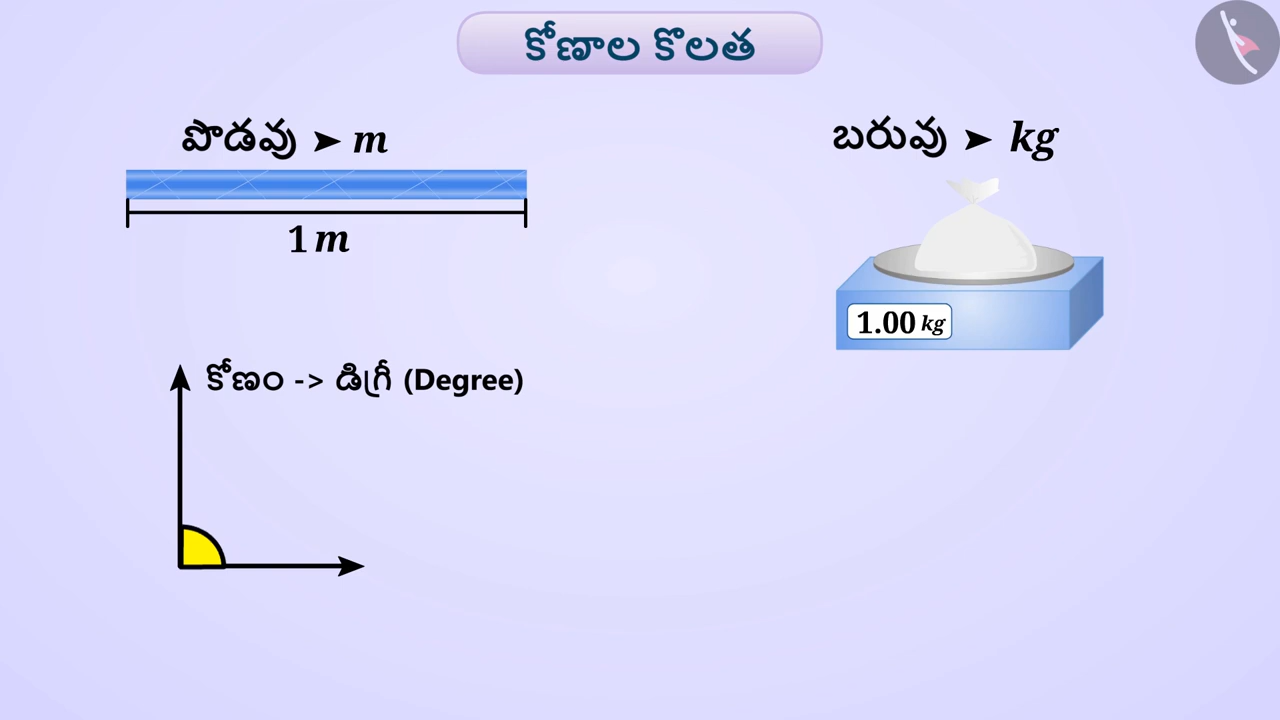 కోణాల కొలత
పొడవు ➤ m
1 m
బరువు ➤ kg
1.00 kg
కోణం -> డిగ్రీ (Degree)